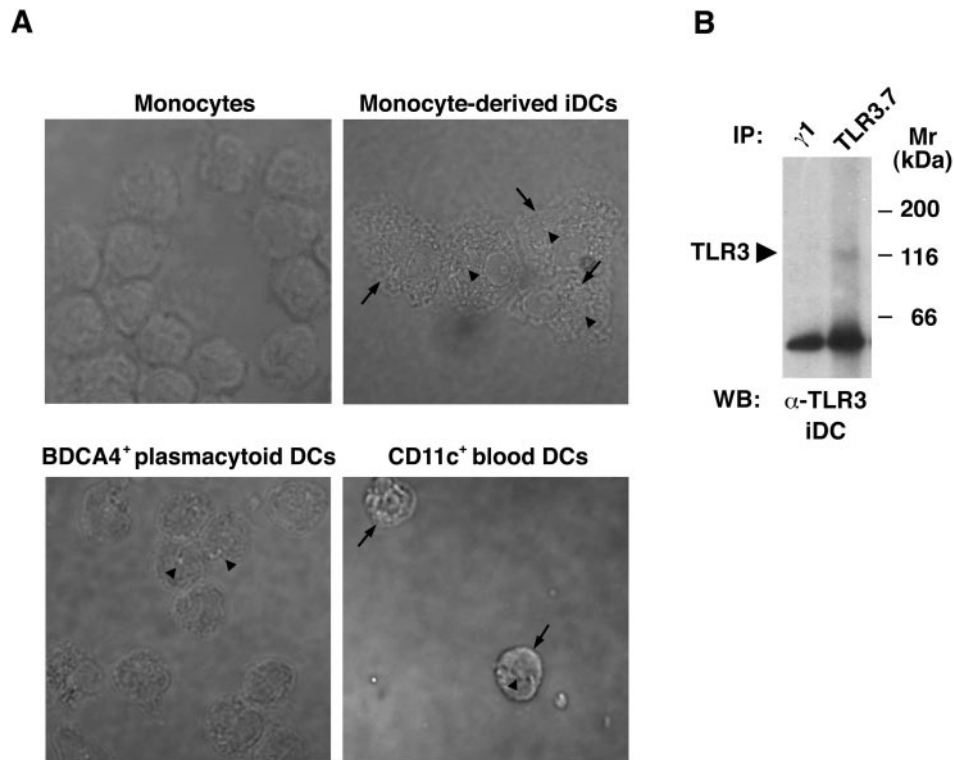 A
B
Monocytes
Monocyte-derived iDCs
BDCA4⁺ plasmacytoid DCs
CD11c⁺ blood DCs
IP:
γ1
TLR3.7
Mr
(kDa)
200
TLR3
116
66
WB:
α-TLR3
iDC